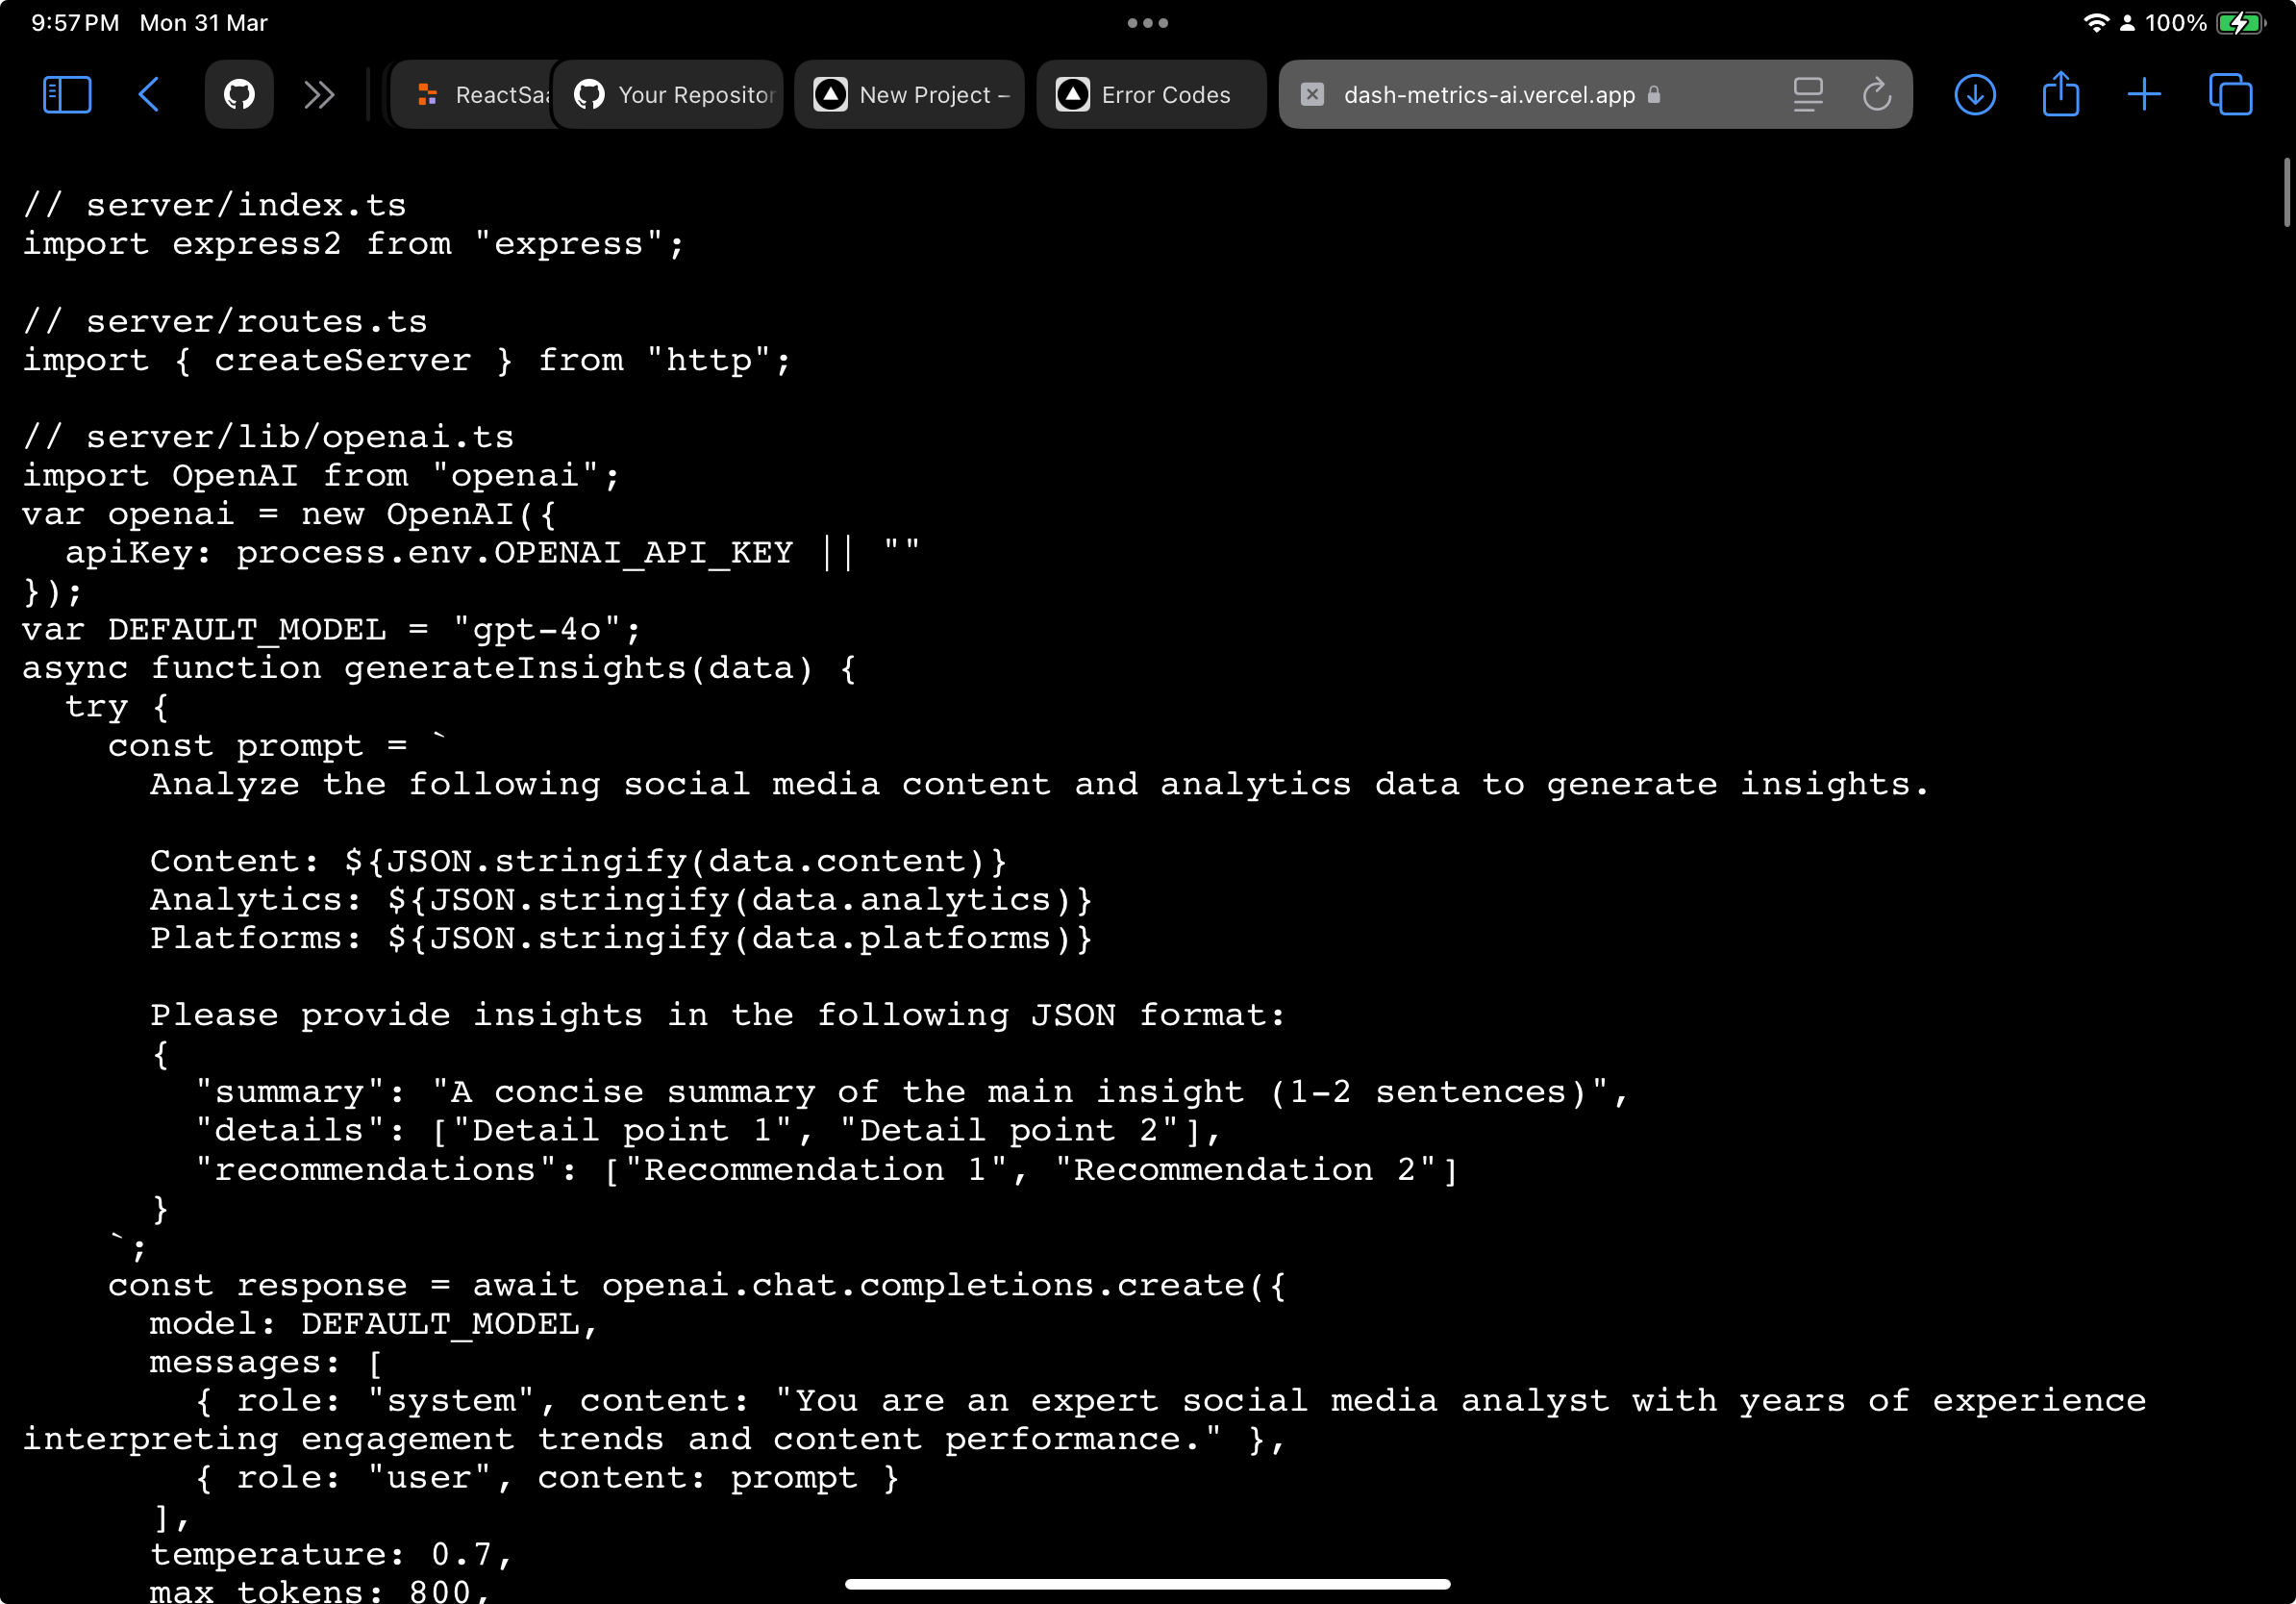 9:57 PM Mon 31 Mar
100%
ReactSaa
Your Repositor
New Project –
Error Codes
dash-metrics-ai.vercel.app
// server/index.ts
import express2 from "express";
// server/routes.ts
import { createServer } from "http";
// server/lib/openai.ts
import OpenAI from "openai";
var openai = new OpenAI({
  apiKey: process.env.OPENAI_API_KEY || ""
});
var DEFAULT_MODEL = "gpt-4o";
async function generateInsights(data) {
  try {
    const prompt = `
      Analyze the following social media content and analytics data to generate insights.
      Content: ${JSON.stringify(data.content)}
      Analytics: ${JSON.stringify(data.analytics)}
      Platforms: ${JSON.stringify(data.platforms)}
      Please provide insights in the following JSON format:
      {
        "summary": "A concise summary of the main insight (1-2 sentences)",
        "details": ["Detail point 1", "Detail point 2"],
        "recommendations": ["Recommendation 1", "Recommendation 2"]
      }
    `;
    const response = await openai.chat.completions.create({
      model: DEFAULT_MODEL,
      messages: [
        { role: "system", content: "You are an expert social media analyst with years of experience
interpreting engagement trends and content performance." },
        { role: "user", content: prompt }
      ],
      temperature: 0.7,
      max_tokens: 800,